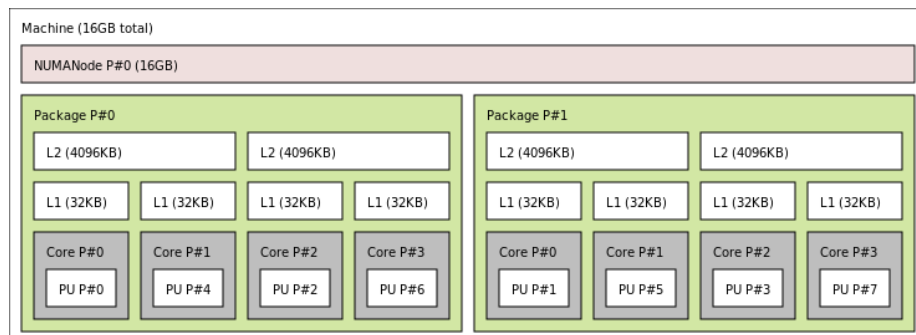 Machine (16GB total)
NUMANode P#0 (16GB)
Package P#0
L2 (4096KB) L2 (4096KB)
L1 (32KB) L1 (32KB) L1 (32KB) L1 (32KB)
Core P#0 Core P#1 Core P#2 Core P#3
PU P#0 PU P#4 PU P#2 PU P#6
Package P#1
L2 (4096KB) L2 (4096KB)
L1 (32KB) L1 (32KB) L1 (32KB) L1 (32KB)
Core P#0 Core P#1 Core P#2 Core P#3
PU P#1 PU P#5 PU P#3 PU P#7